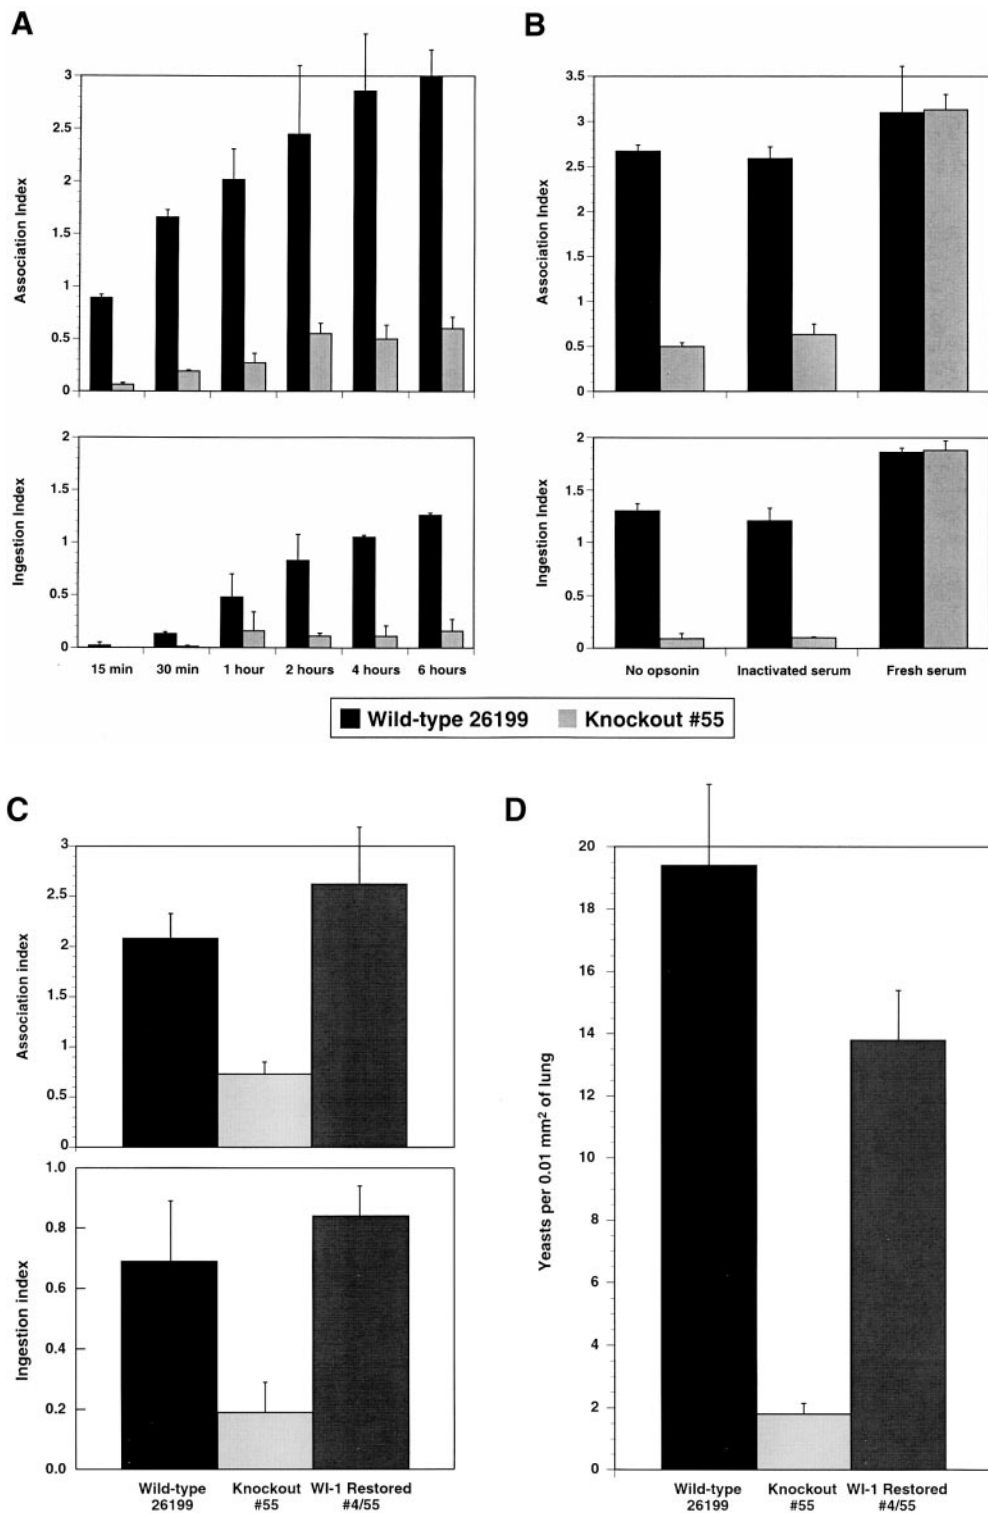 A
B
Association Index
3
2.5
2
1.5
1
0.5
0
Association Index
3.5
3
2.5
2
1.5
1
0.5
0
Ingestion Index
2
1.5
1
0.5
0
15 min 30 min 1 hour 2 hours 4 hours 6 hours
Ingestion Index
2
1.5
1
0.5
0
No opsonin Inactivated serum Fresh serum
Wild-type 26199 Knockout #55
C
Association index
3
2.5
2
1.5
1
0.5
0
Ingestion index
1.0
0.8
0.6
0.4
0.2
0.0
Wild-type Knockout WI-1 Restored
26199 #55 #4/55
D
Yeasts per 0.01 mm² of lung
20
18
16
14
12
10
8
6
4
2
0
Wild-type Knockout WI-1 Restored
26199 #55 #4/55